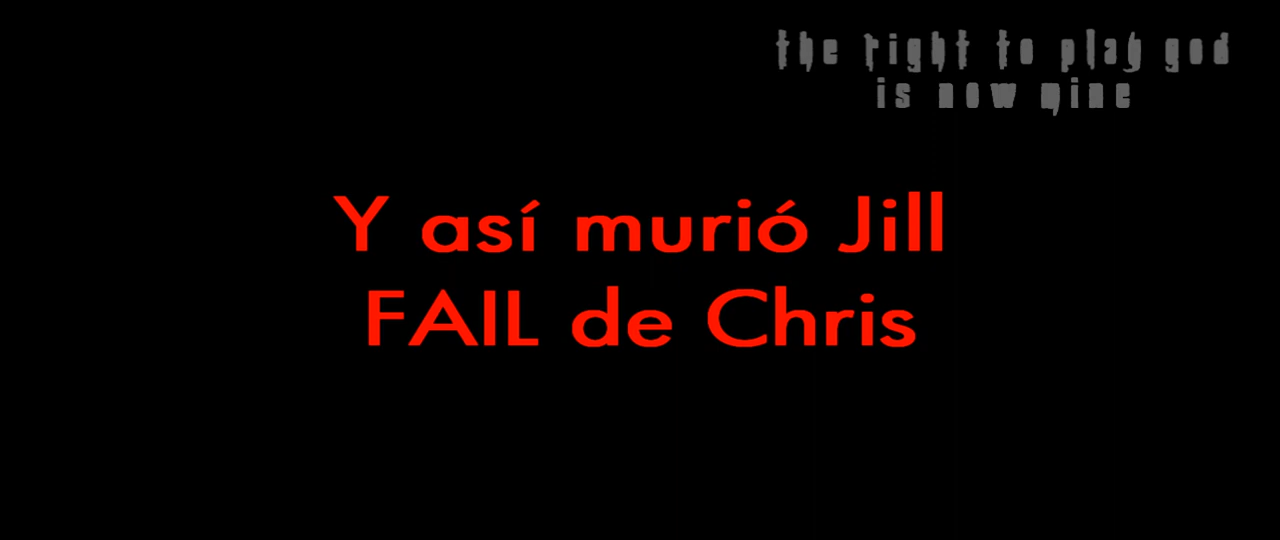 the right to play god
is now mine
Y así murió Jill
FAIL de Chris